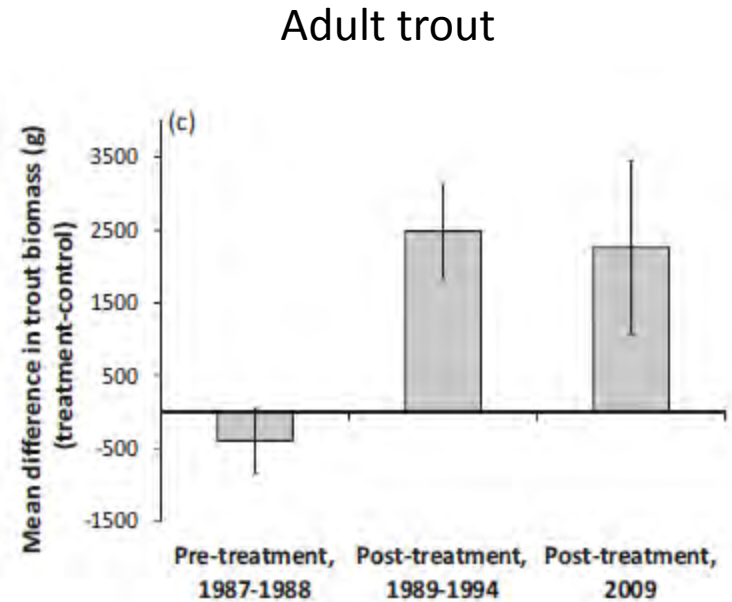 Adult trout
(c)
Mean difference in trout biomass (g)
(treatment-control)
3500
2500
1500
500
-500
-1500
Pre-treatment,
1987-1988
Post-treatment,
1989-1994
Post-treatment,
2009